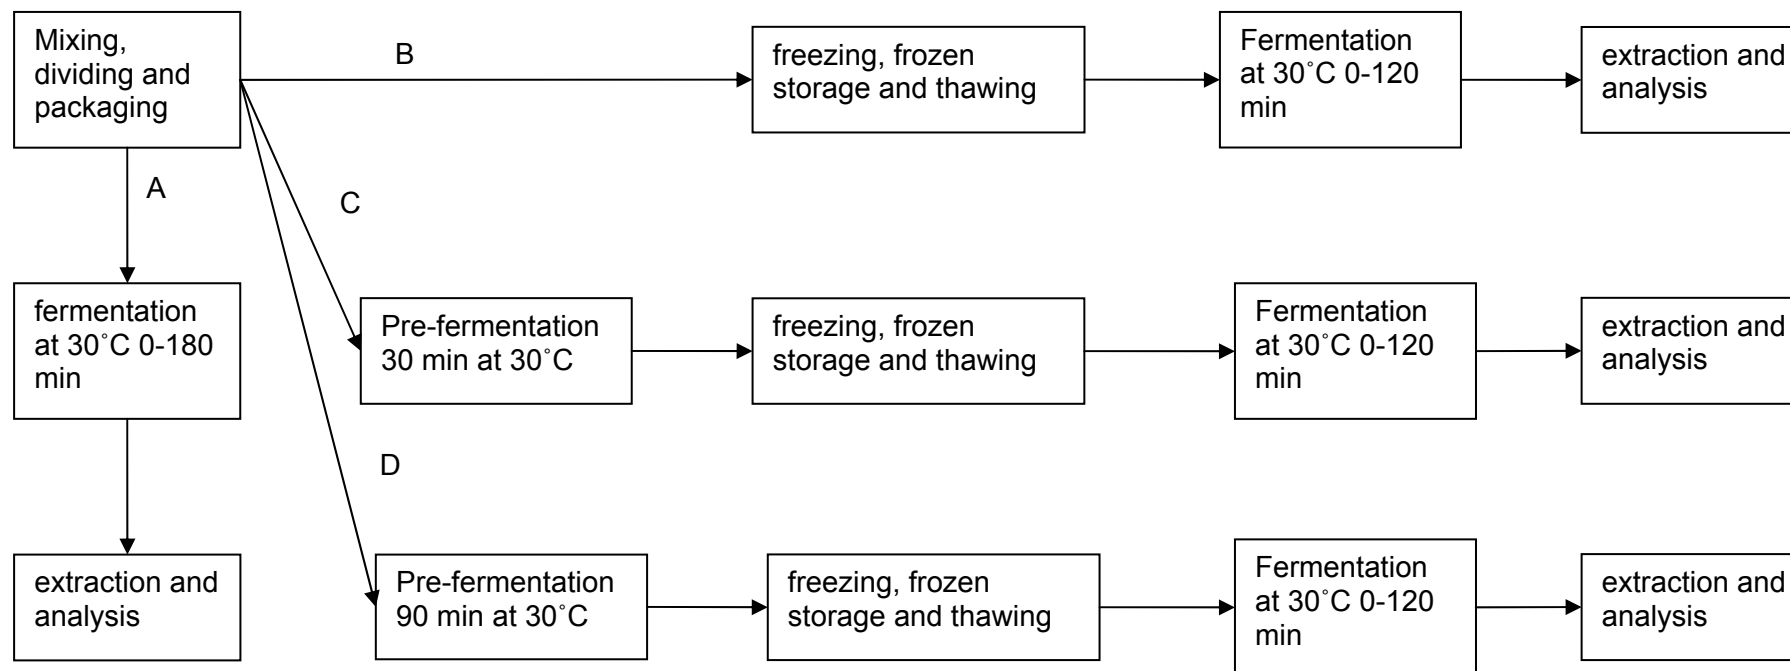 Mixing,
dividing and
packaging
B
freezing, frozen
storage and thawing
Fermentation
at 30˚C 0-120
min
extraction and
analysis
A
C
fermentation
at 30˚C 0-180
min
Pre-fermentation
30 min at 30˚C
freezing, frozen
storage and thawing
Fermentation
at 30˚C 0-120
min
extraction and
analysis
D
extraction and
analysis
Pre-fermentation
90 min at 30˚C
freezing, frozen
storage and thawing
Fermentation
at 30˚C 0-120
min
extraction and
analysis